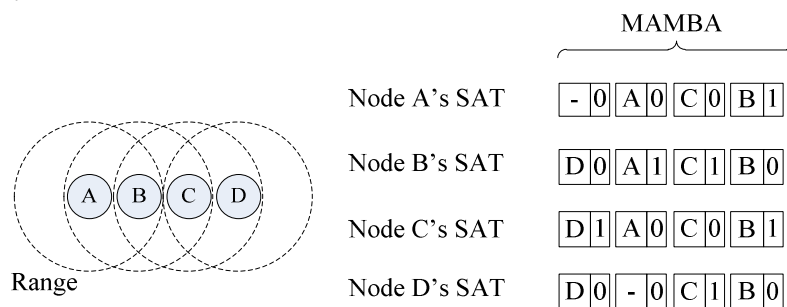 MAMBA
Node A's SAT - 0 A 0 C 0 B 1
Node B's SAT D 0 A 1 C 1 B 0
A B C D
Node C's SAT D 1 A 0 C 0 B 1
Range
Node D's SAT D 0 - 0 C 1 B 0